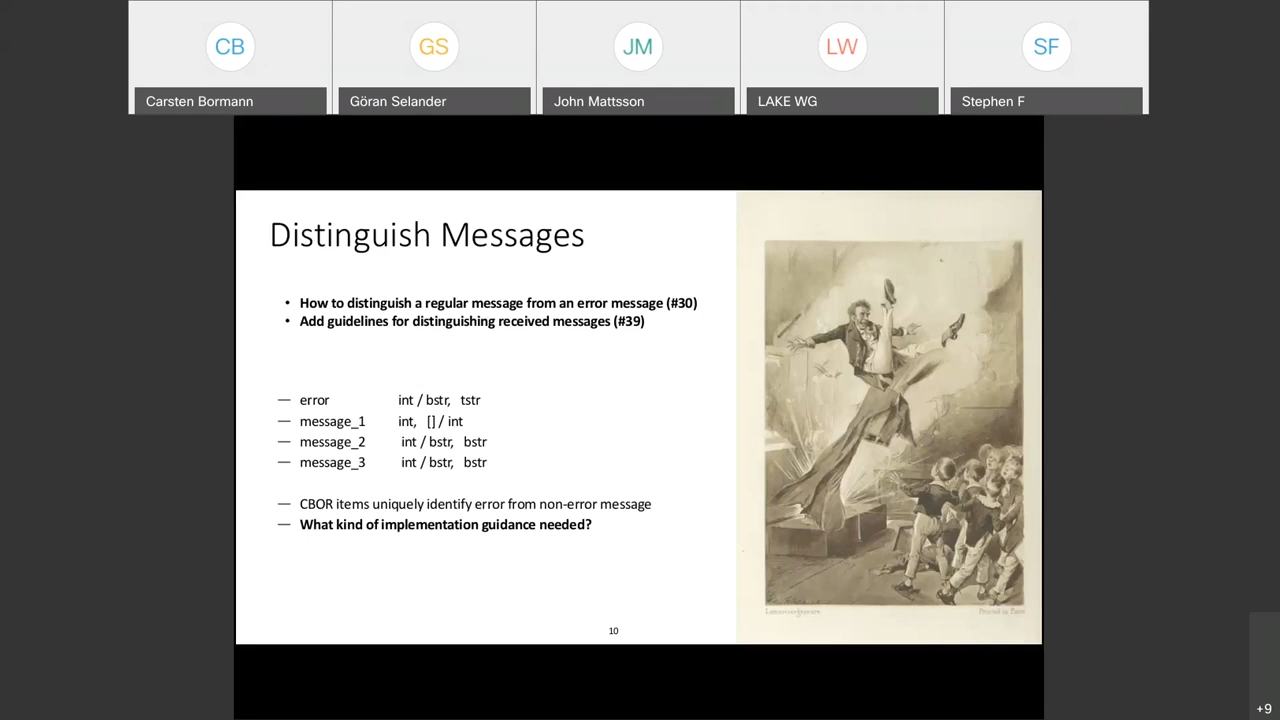 CB
GS
JM
LW
SF
Carsten Bormann
Göran Selander
John Mattsson
LAKE WG
Stephen F
Distinguish Messages
• How to distinguish a regular message from an error message (#30)
• Add guidelines for distinguishing received messages (#39)
— error int / bstr, tstr
— message_1 int, [] / int
— message_2 int / bstr, bstr
— message_3 int / bstr, bstr
— CBOR items uniquely identify error from non-error message
— What kind of implementation guidance needed?
10
Printed in Paris
+9